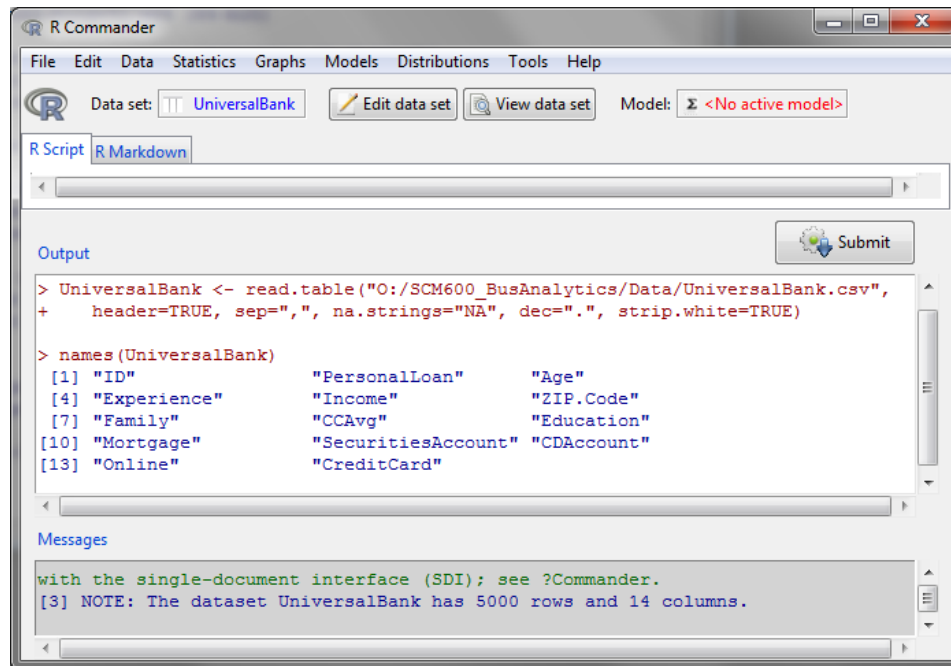 R Commander
File Edit Data Statistics Graphs Models Distributions Tools Help
R Data set: UniversalBank Edit data set View data set Model: Σ <No active model>
R Script R Markdown
Submit
Output
> UniversalBank <- read.table("O:/SCM600_BusAnalytics/Data/UniversalBank.csv",
+ header=TRUE, sep=",", na.strings="NA", dec=".", strip.white=TRUE)
> names(UniversalBank)
[1] "ID" "PersonalLoan" "Age"
[4] "Experience" "Income" "ZIP.Code"
[7] "Family" "CCAvg" "Education"
[10] "Mortgage" "SecuritiesAccount" "CDAccount"
[13] "Online" "CreditCard"
Messages
with the single-document interface (SDI); see ?Commander.
[3] NOTE: The dataset UniversalBank has 5000 rows and 14 columns.